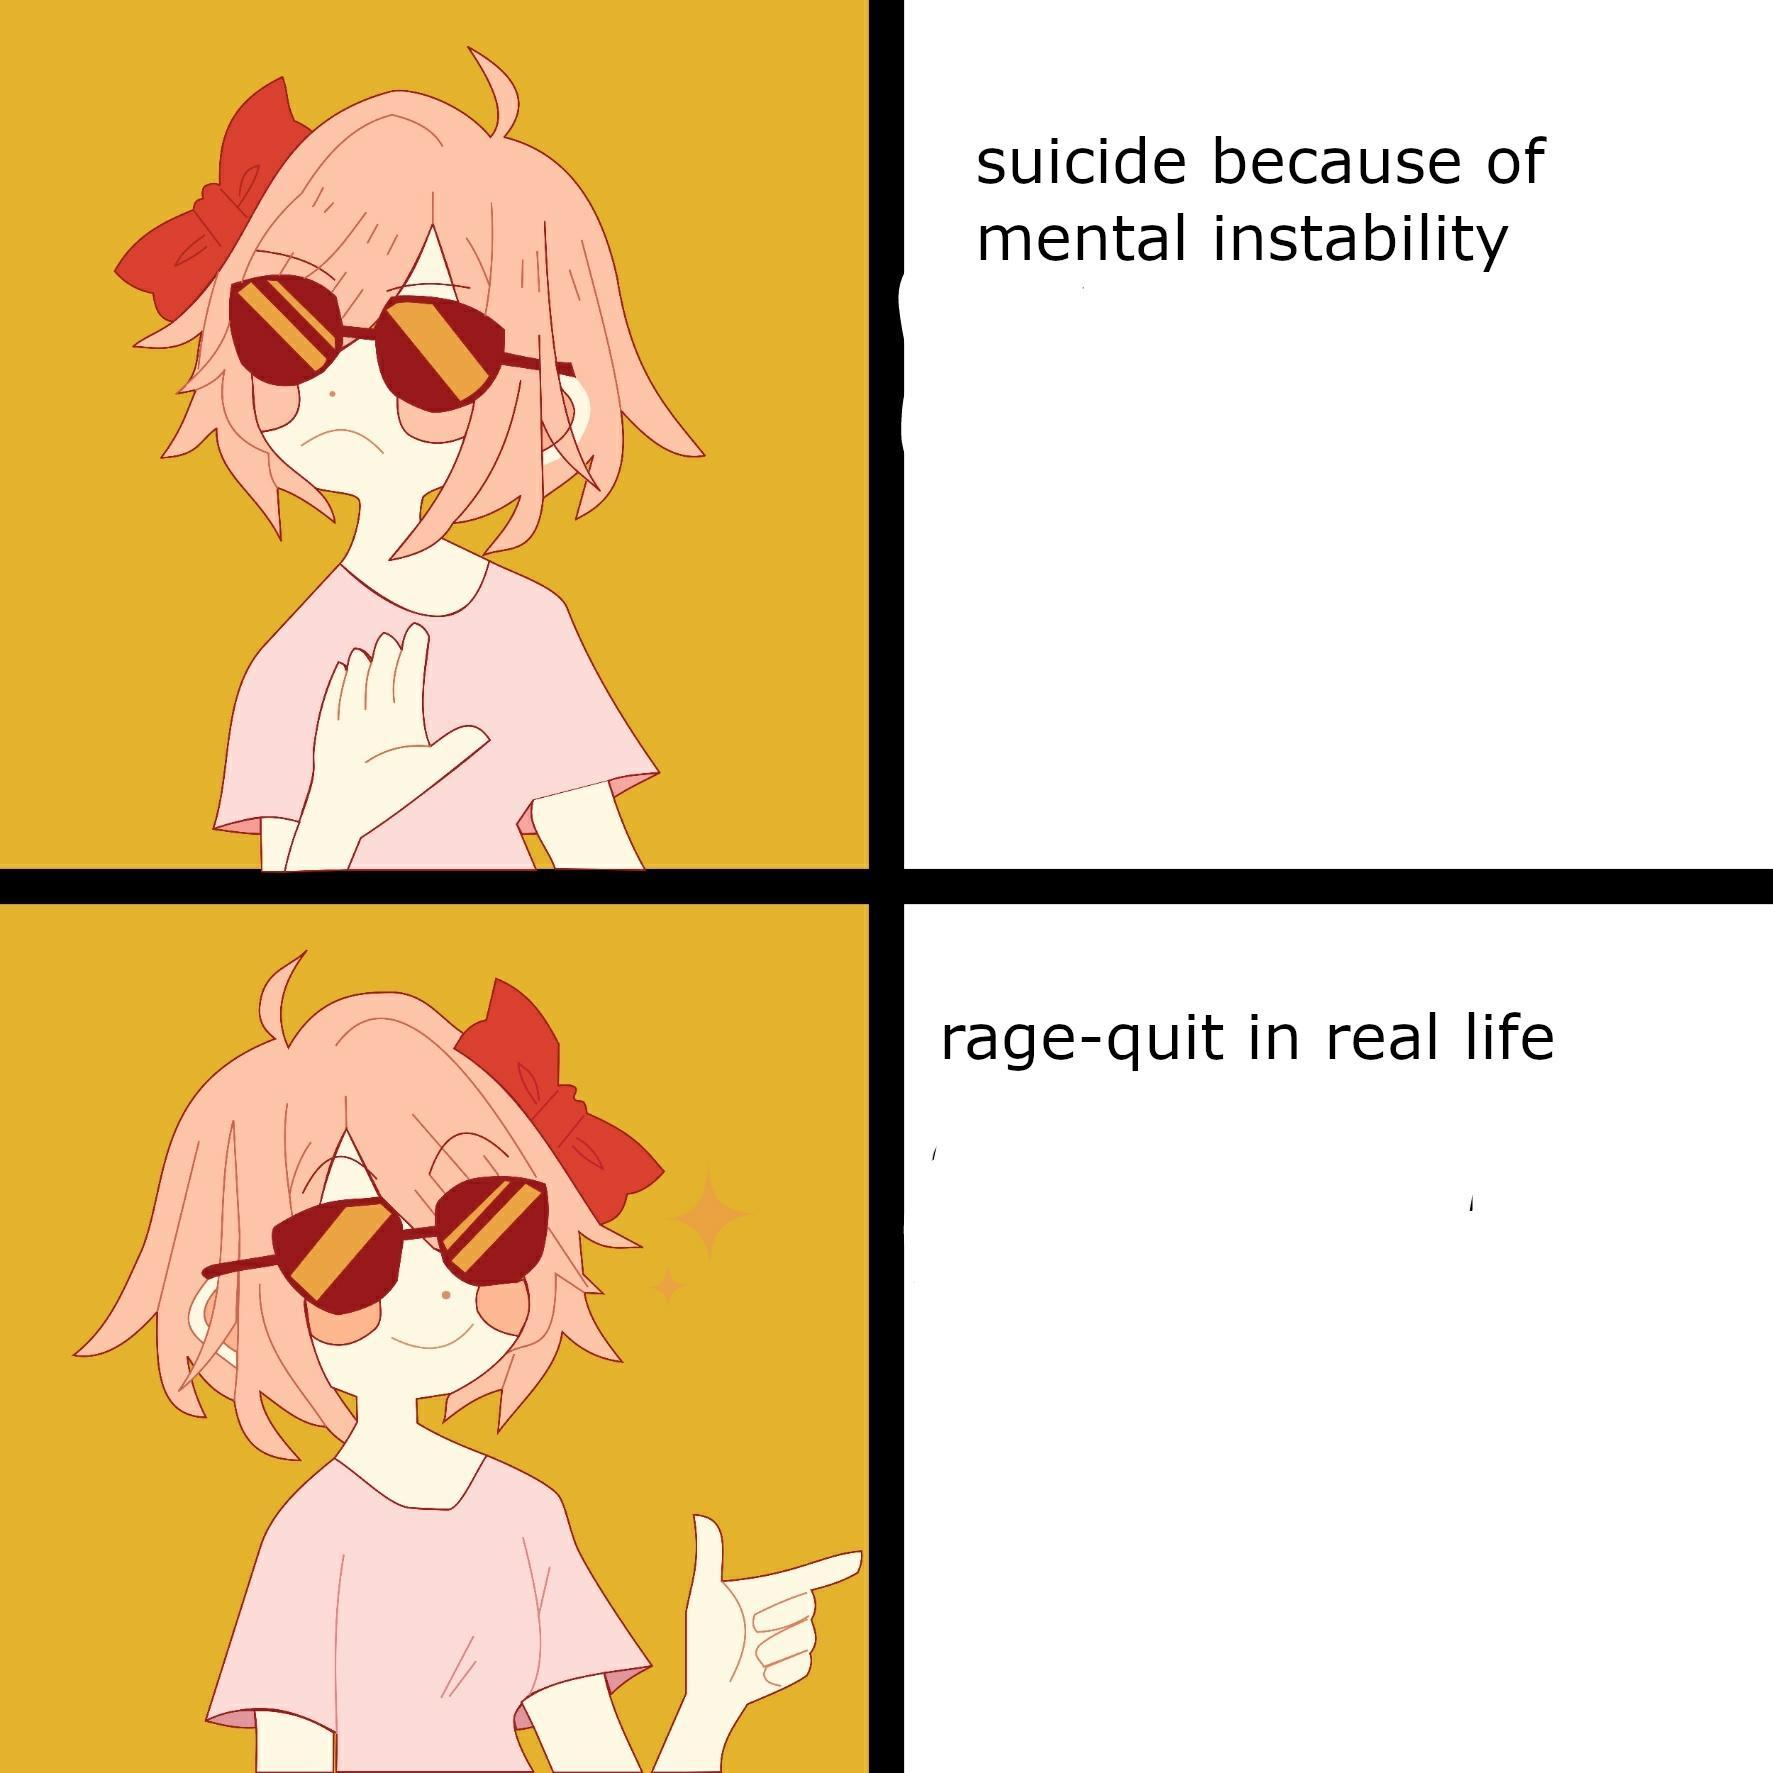 suicide because of
mental instability
rage-quit in real life